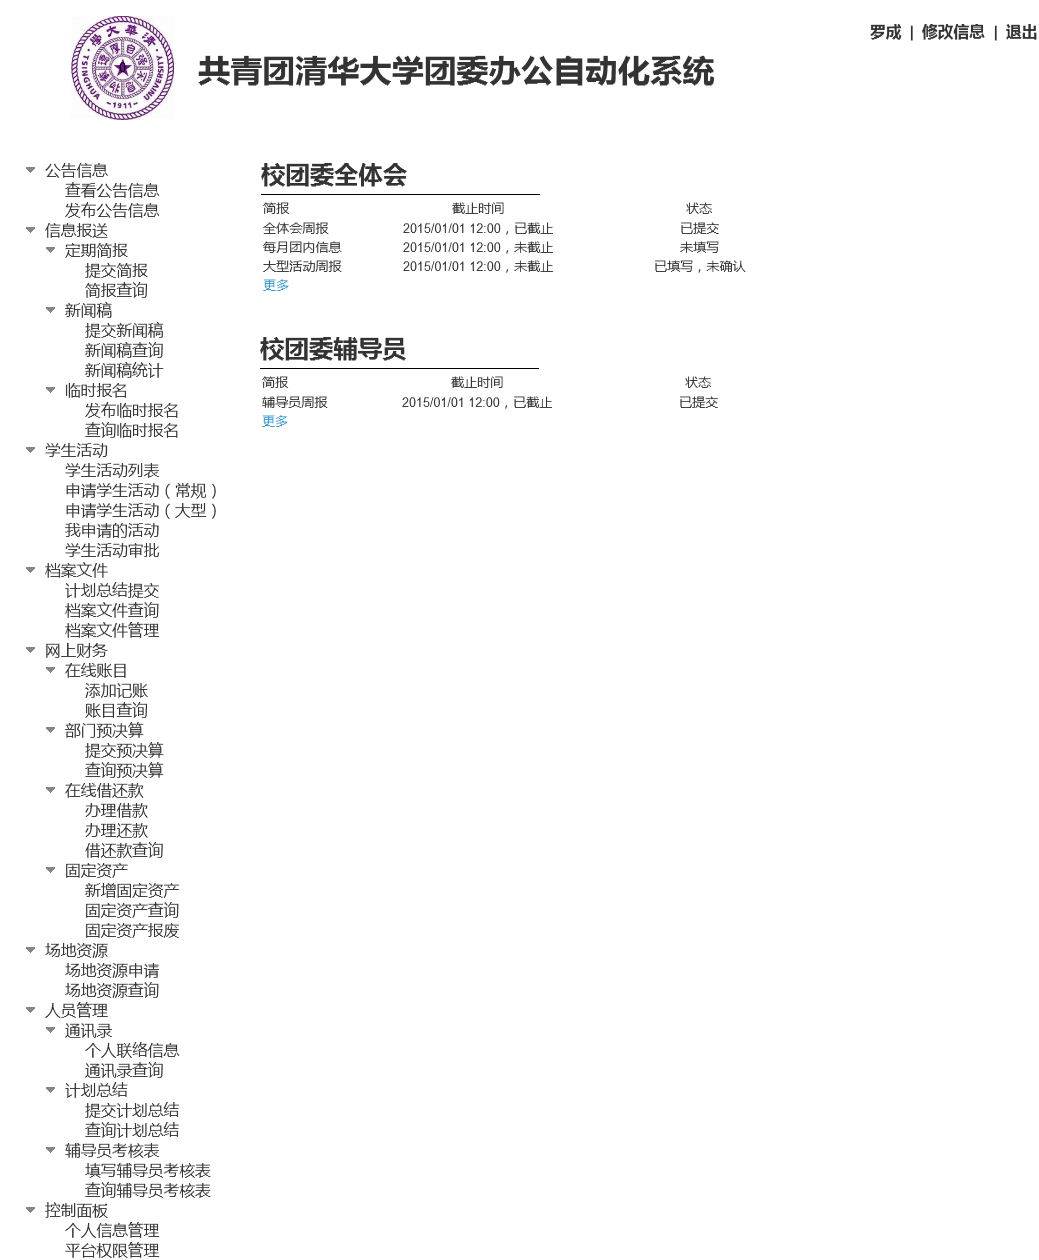 罗成 | 修改信息 | 退出
清华大学
自强不息
厚德载物
TSINGHUA UNIVERSITY
-1911-
共青团清华大学团委办公自动化系统
公告信息
查看公告信息
发布公告信息
信息报送
定期简报
提交简报
简报查询
新闻稿
提交新闻稿
新闻稿查询
新闻稿统计
临时报名
发布临时报名
查询临时报名
学生活动
学生活动列表
申请学生活动（常规）
申请学生活动（大型）
我申请的活动
学生活动审批
档案文件
计划总结提交
档案文件查询
档案文件管理
网上财务
在线账目
添加记账
账目查询
部门预决算
提交预决算
查询预决算
在线借还款
办理借款
办理还款
借还款查询
固定资产
新增固定资产
固定资产查询
固定资产报废
场地资源
场地资源申请
场地资源查询
人员管理
通讯录
个人联络信息
通讯录查询
计划总结
提交计划总结
查询计划总结
辅导员考核表
填写辅导员考核表
查询辅导员考核表
控制面板
个人信息管理
平台权限管理
校团委全体会
简报 截止时间 状态
全体会周报 2015/01/01 12:00，已截止 已提交
每月团内信息 2015/01/01 12:00，未截止 未填写
大型活动周报 2015/01/01 12:00，未截止 已填写，未确认
更多
校团委辅导员
简报 截止时间 状态
辅导员周报 2015/01/01 12:00，已截止 已提交
更多